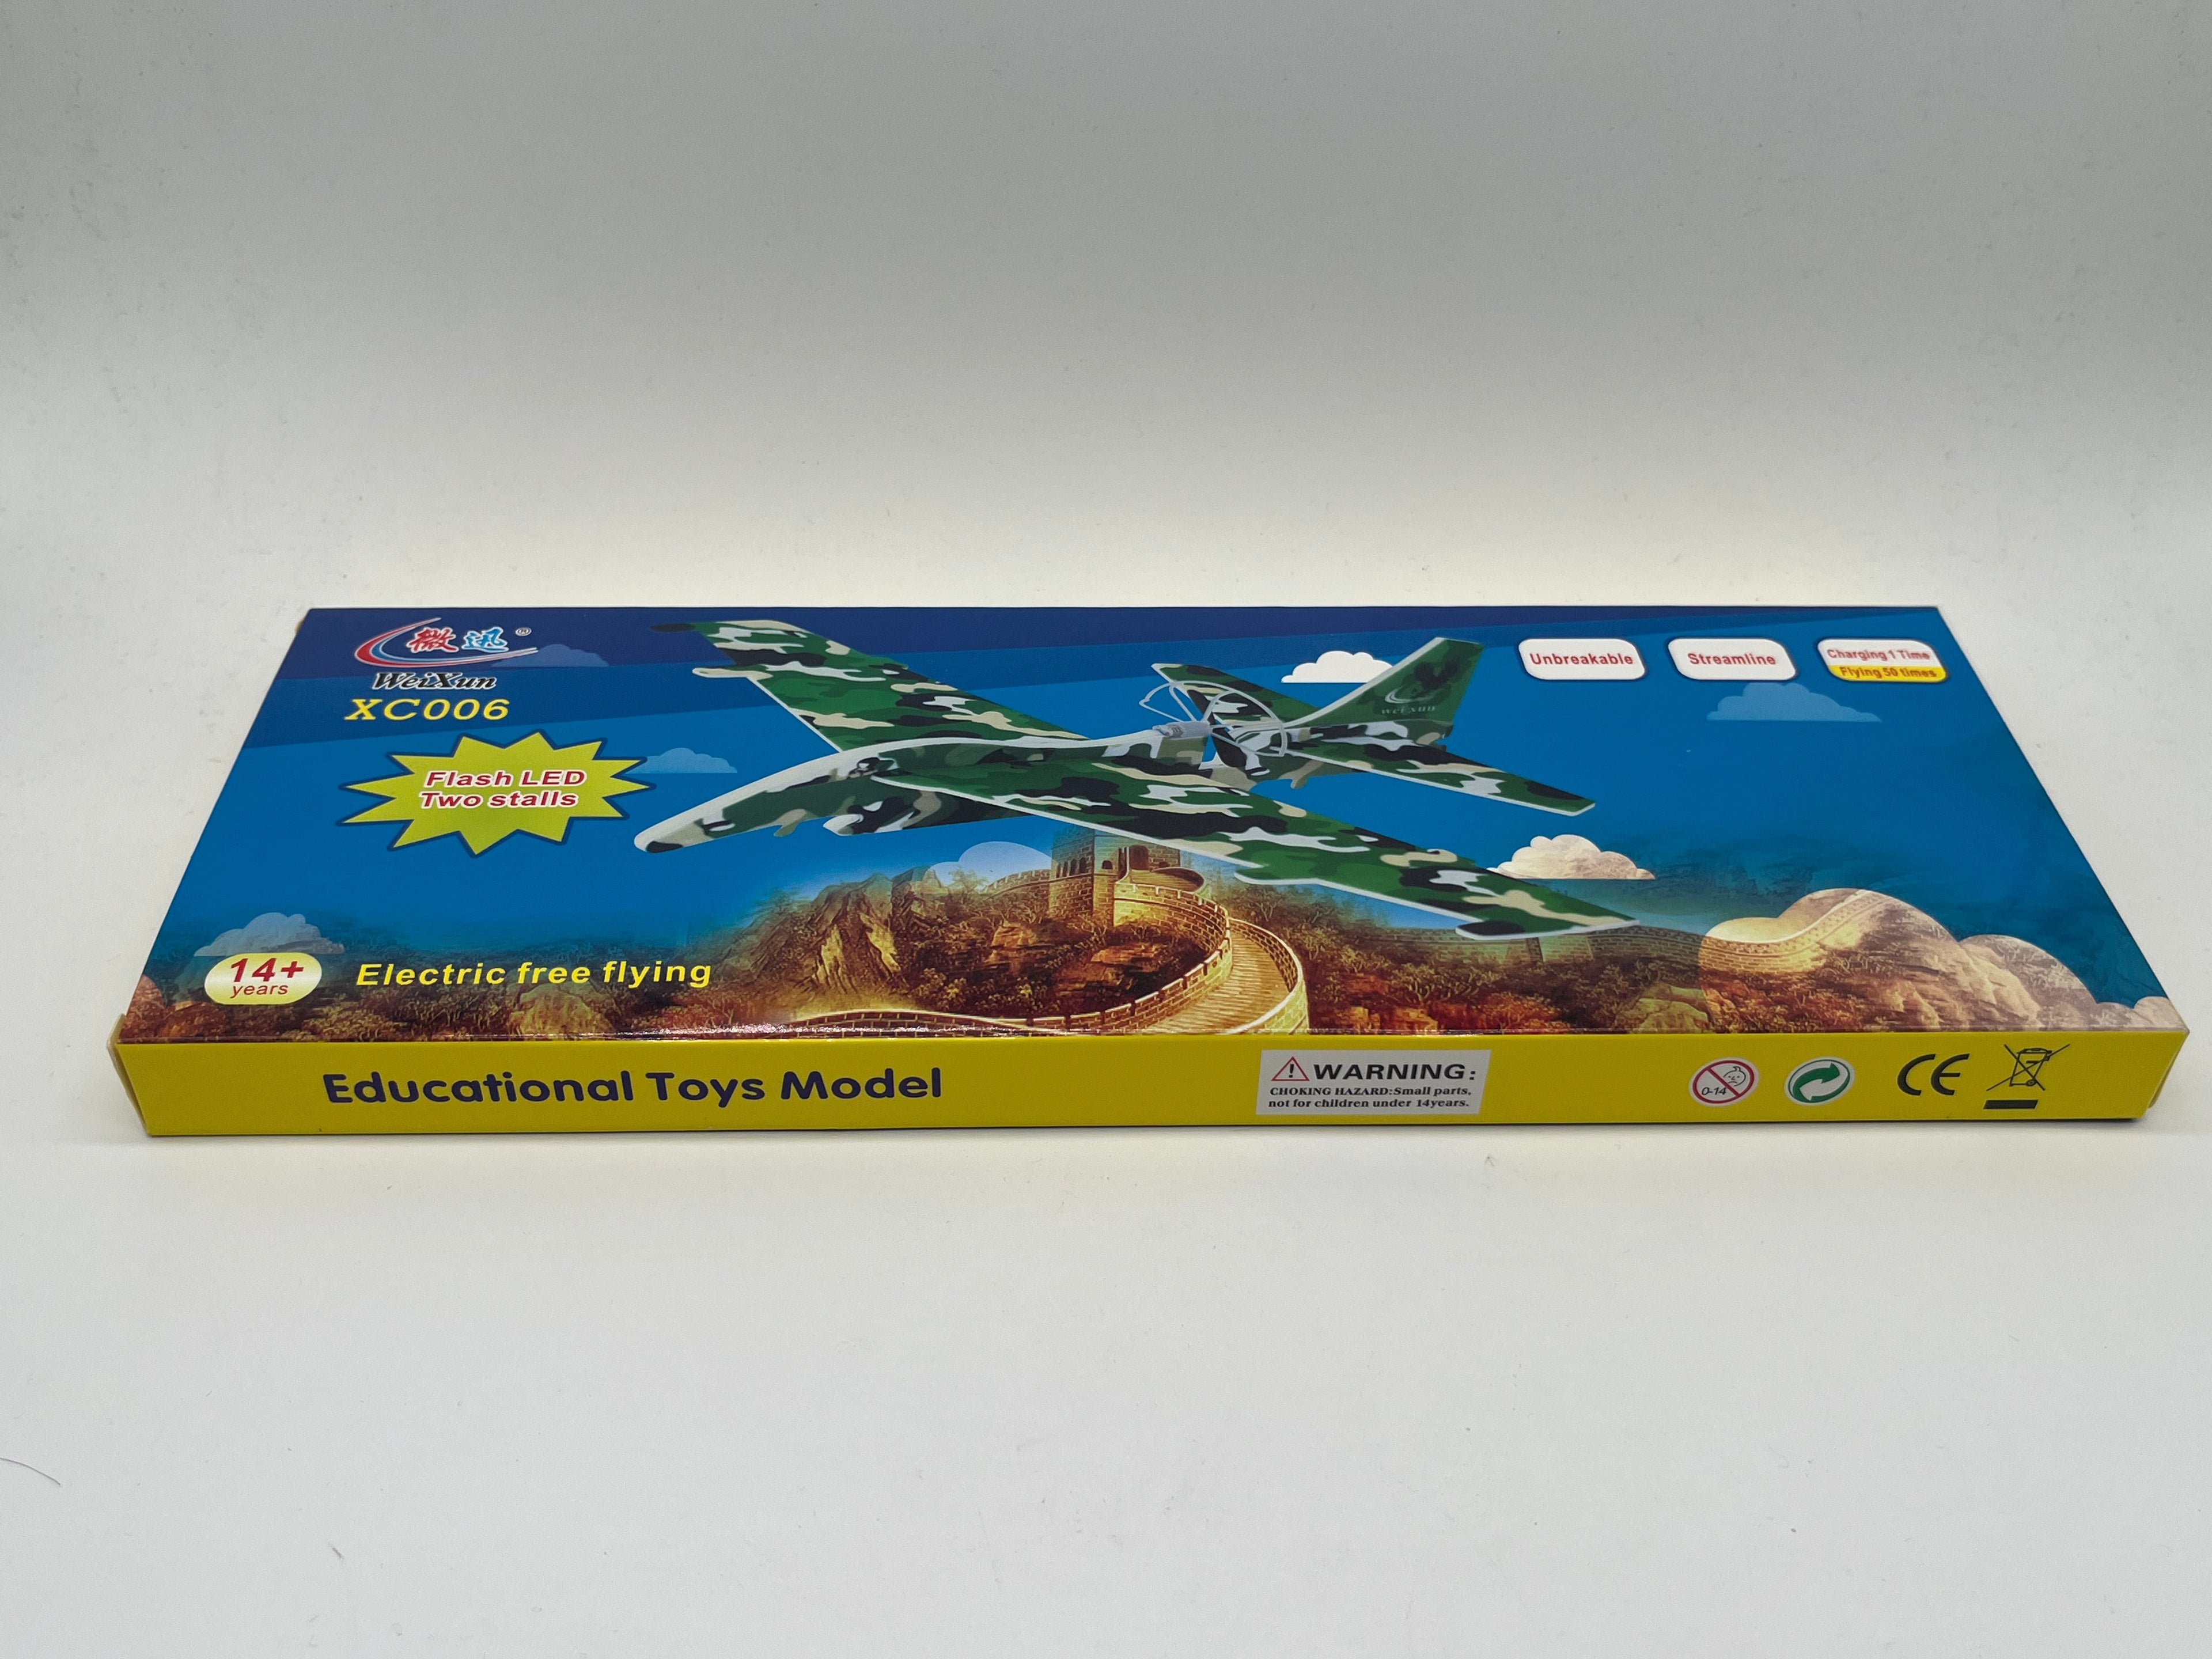 微迅®
WeiXun
XC006
Flash LED
Two stalls
Unbreakable
Streamline
Charging 1 Time
Flying 50 times
WeiXun
14+
years
Electric free flying
Educational Toys Model
WARNING:
CHOKING HAZARD:Small parts,
not for children under 14years.
0-14
CE